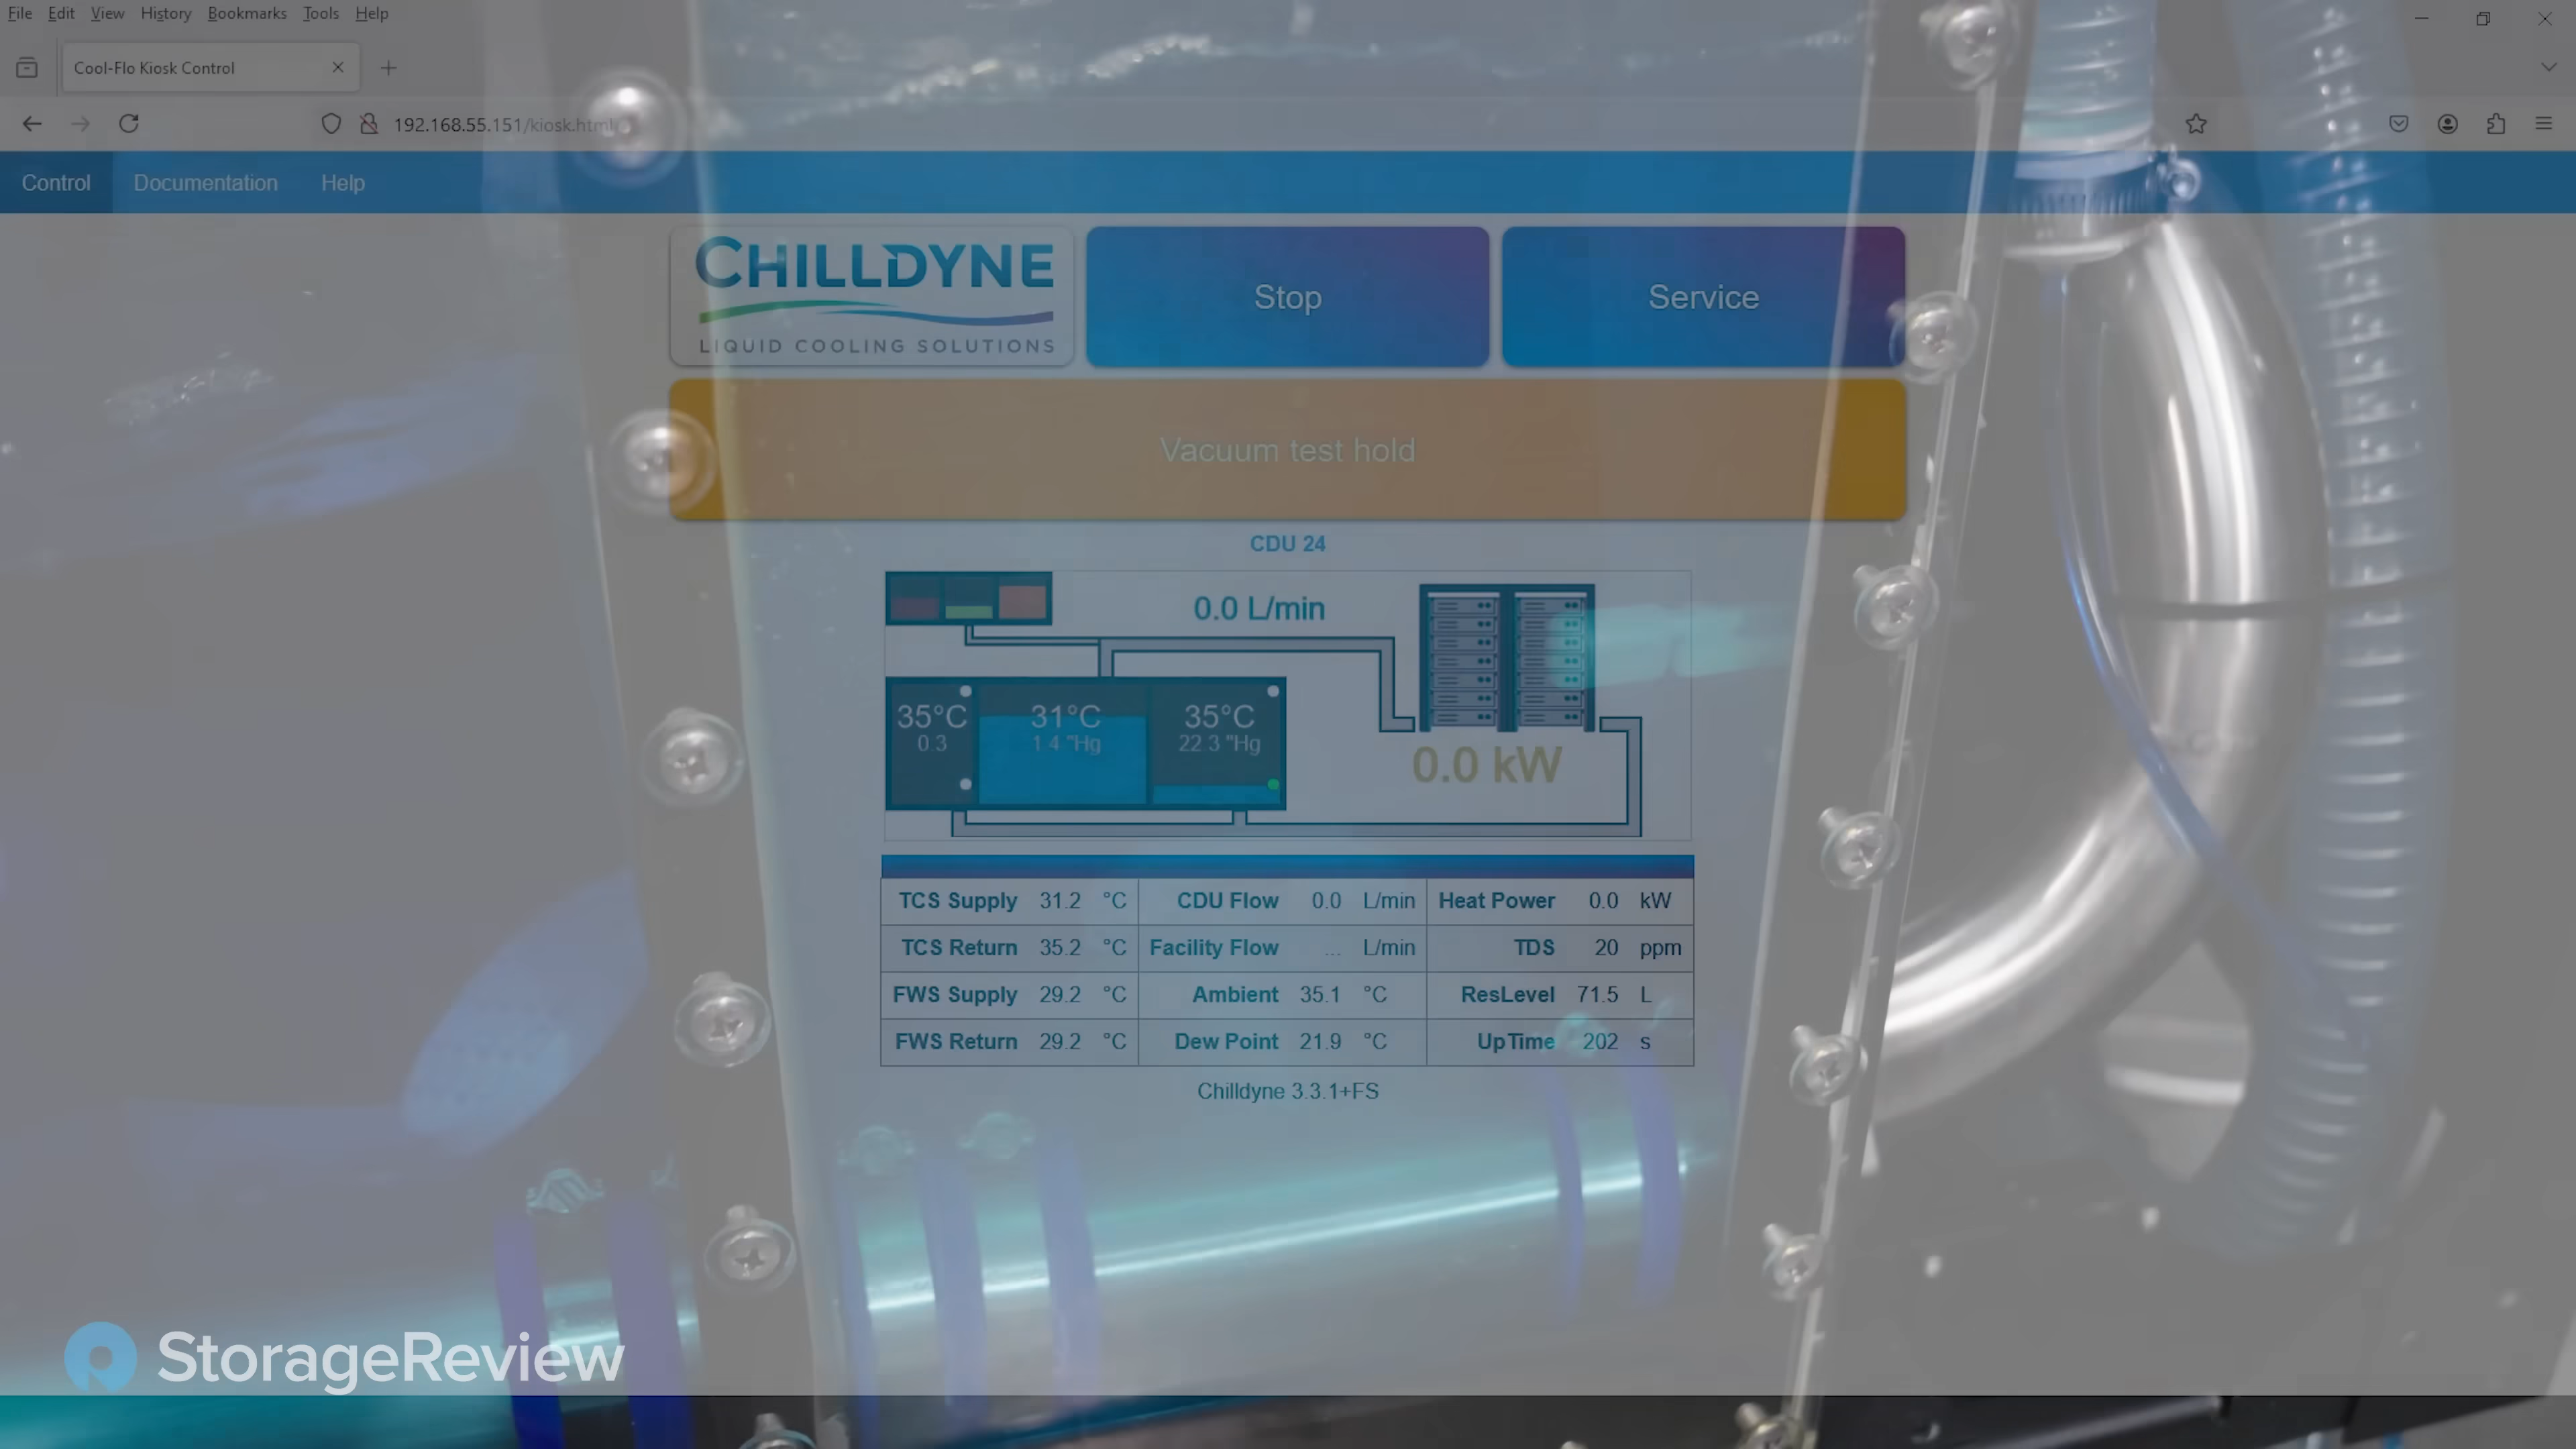 File Edit View History Bookmarks Tools Help
Cool-Flo Kiosk Control
192.168.55.151/kiosk.html
Control Documentation Help
CHILLDYNE
LIQUID COOLING SOLUTIONS
Stop
Service
Vacuum test hold
CDU 24
0.0 L/min
35°C 31°C 35°C
0.3 1.4 "Hg 22.3 "Hg
0.0 kW
TCS Supply 31.2 °C CDU Flow 0.0 L/min Heat Power 0.0 kW
TCS Return 35.2 °C Facility Flow ... L/min TDS 20 ppm
FWS Supply 29.2 °C Ambient 35.1 °C ResLevel 71.5 L
FWS Return 29.2 °C Dew Point 21.9 °C UpTime 202 s
Chilldyne 3.3.1+FS
StorageReview